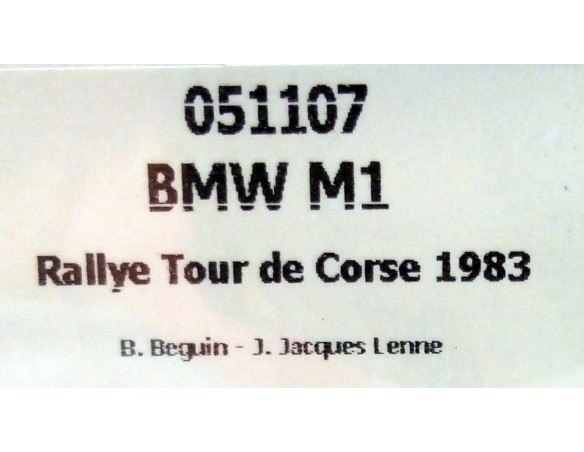 051107
BMW M1
Rallye Tour de Corse 1983
B. Beguin - J. Jacques Lenne